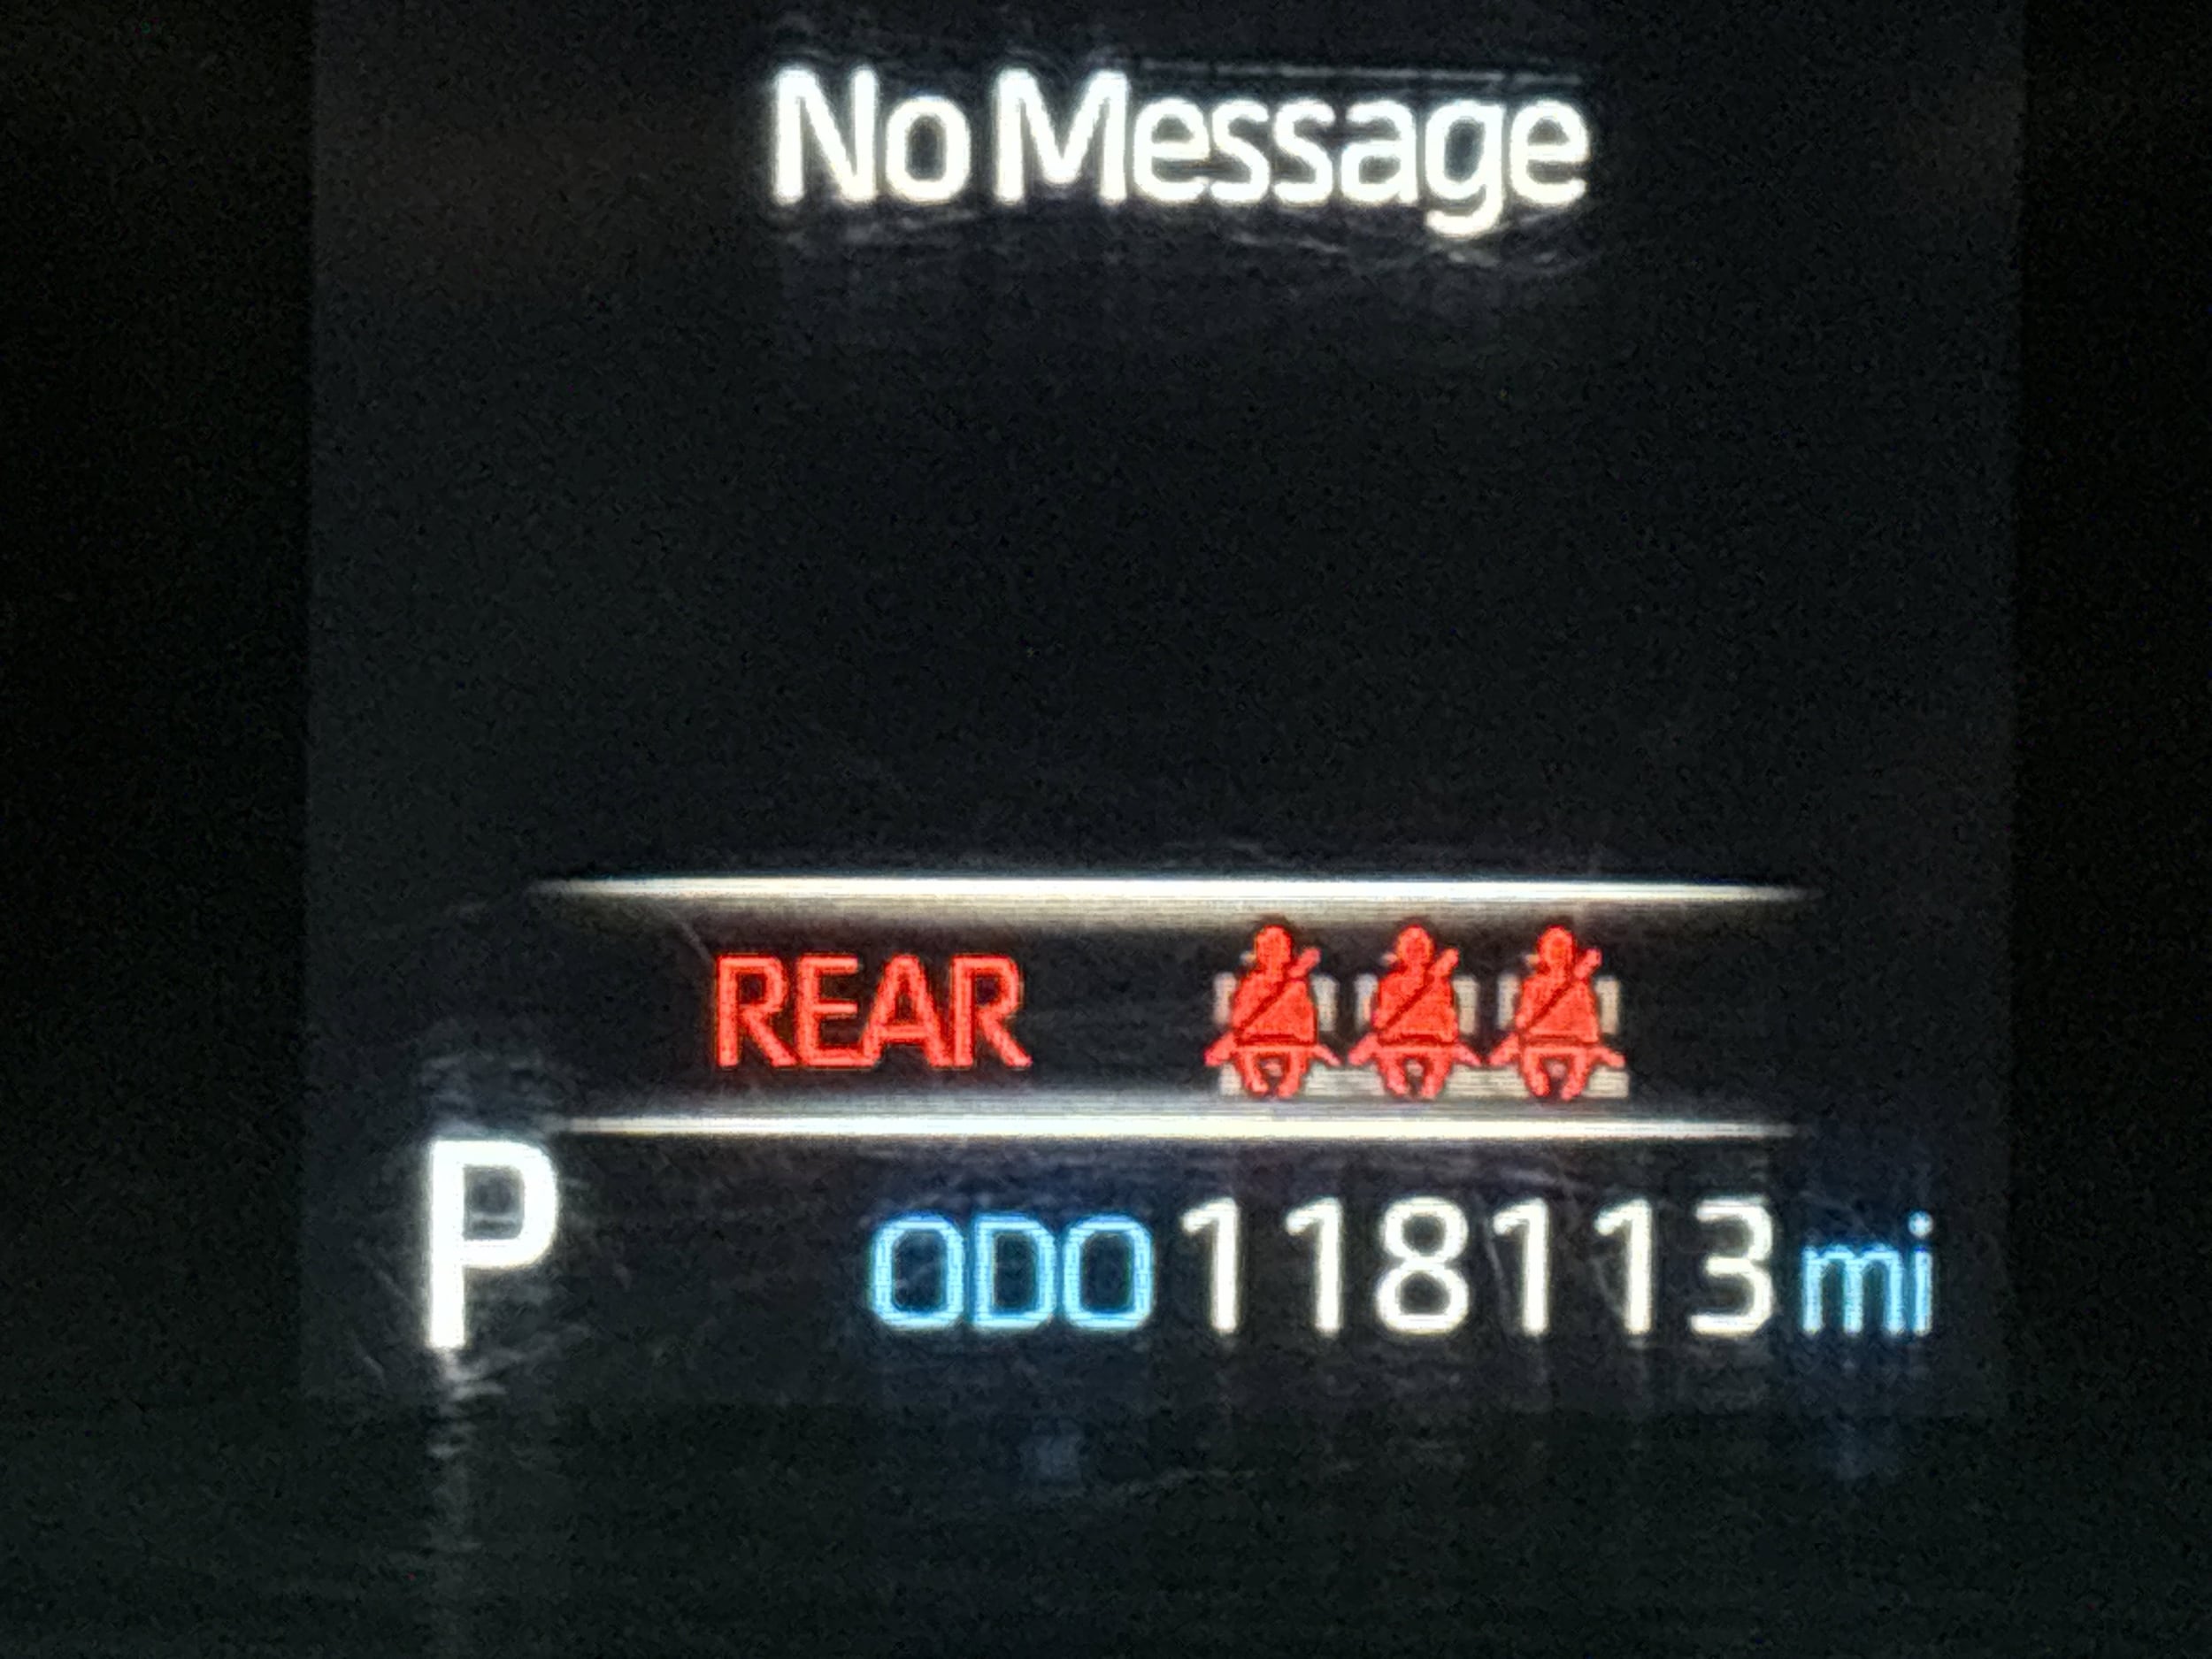 No Message
REAR
P
ODO 118113 mi